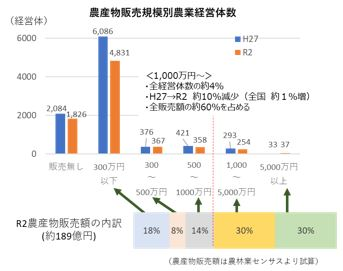 農産物販売規模別農業経営体数
(経営体)
6000
4000
2000
0
H27
R2
6,086
4,831
2,084
1,826
376
367
421
358
293
254
33 37
<1,000万円~>
・全経営体数の約4%
・H27→R2 約10%減少(全国 約1%増)
・全販売額の約60%を占める
販売無し
300万円
以下
300
~
500万円
500
~
1000万円
1,000
~
5,000万円
5,000万円
以上
R2農産物販売額の内訳
(約189億円)
18%
8%
14%
30%
30%
(農産物販売額は農林業センサスより試算)